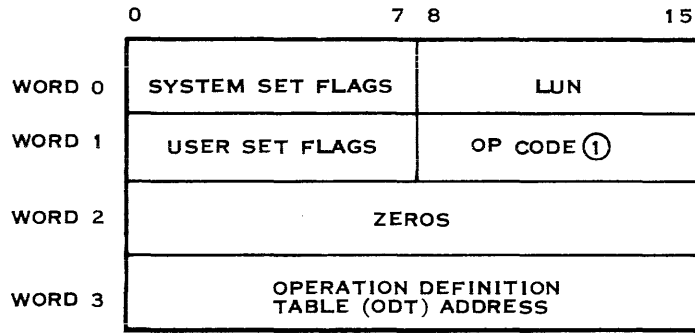 0 7 8 15
WORD 0 SYSTEM SET FLAGS LUN
WORD 1 USER SET FLAGS OP CODE ①
WORD 2 ZEROS
WORD 3 OPERATION DEFINITION
TABLE (ODT) ADDRESS